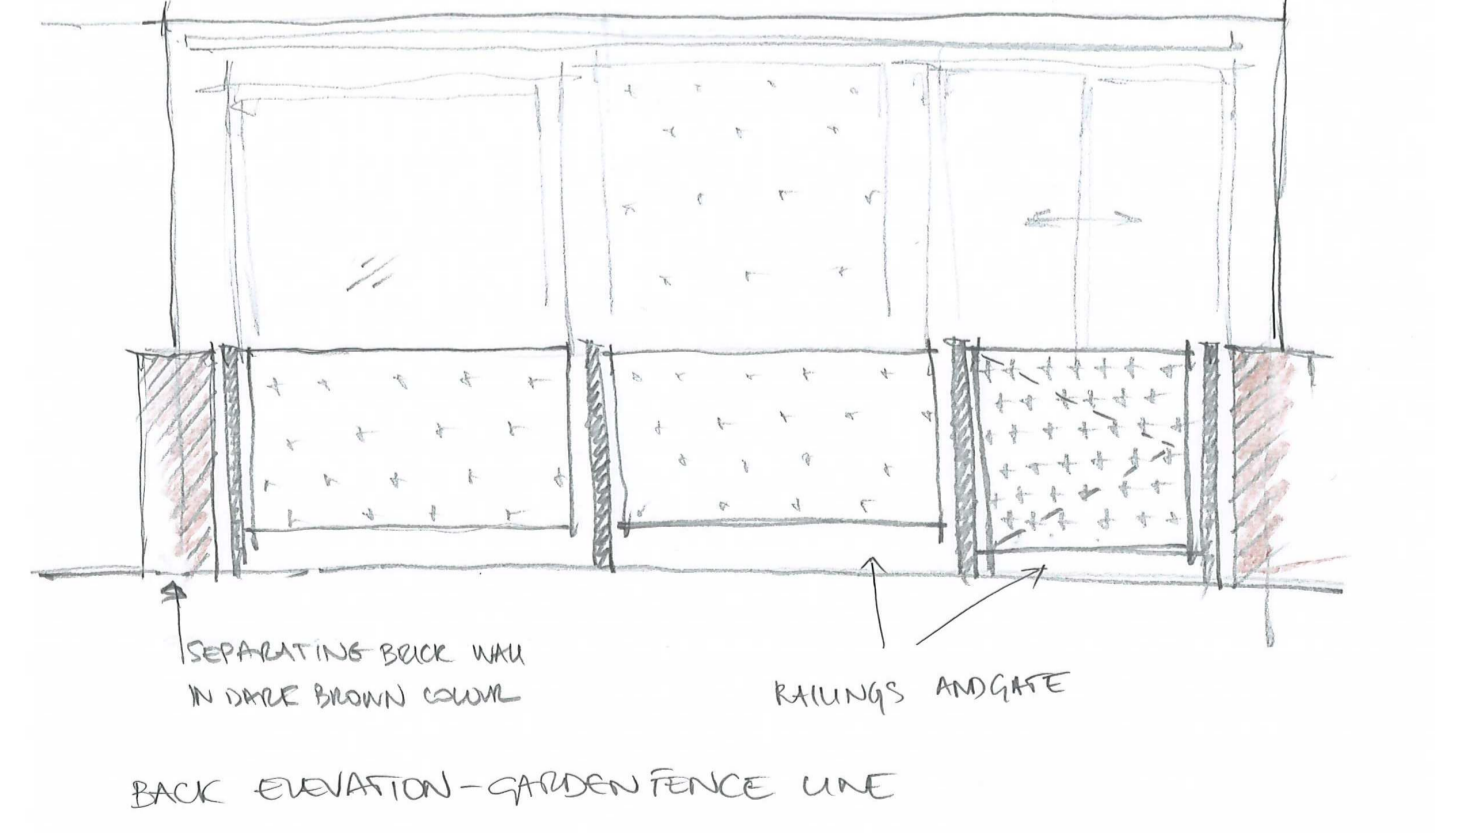 SEPARATING BRICK WALL
IN DARK BROWN COLOUR
RAILINGS AND GATE
BACK ELEVATION - GARDEN FENCE LINE